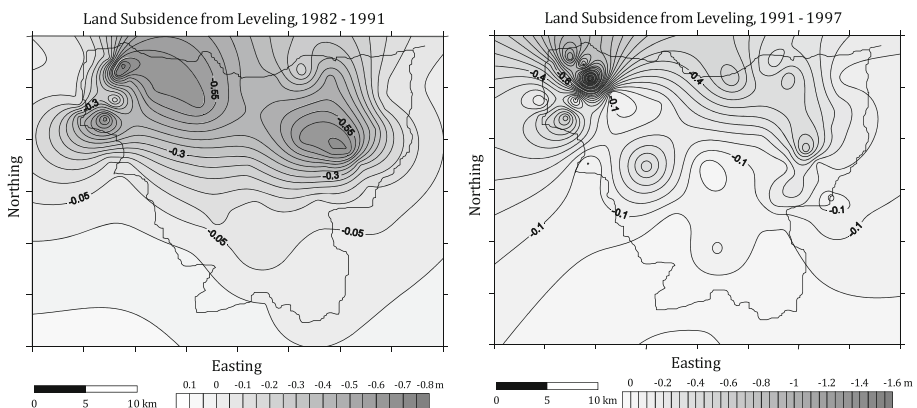 Land Subsidence from Leveling, 1982 - 1991
-0.55
-0.3
-0.55
-0.3
-0.3
-0.05
-0.05
-0.05
Northing
Easting
0.1 0 -0.1 -0.2 -0.3 -0.4 -0.5 -0.6 -0.7 -0.8 m
0 5 10 km
Land Subsidence from Leveling, 1991 - 1997
-0.4
-0.6
-0.4
-0.1
-0.1
-0.1
-0.1
-0.1
-0.1
Northing
Easting
0 -0.2 -0.4 -0.6 -0.8 -1 -1.2 -1.4 -1.6 m
0 5 10 km